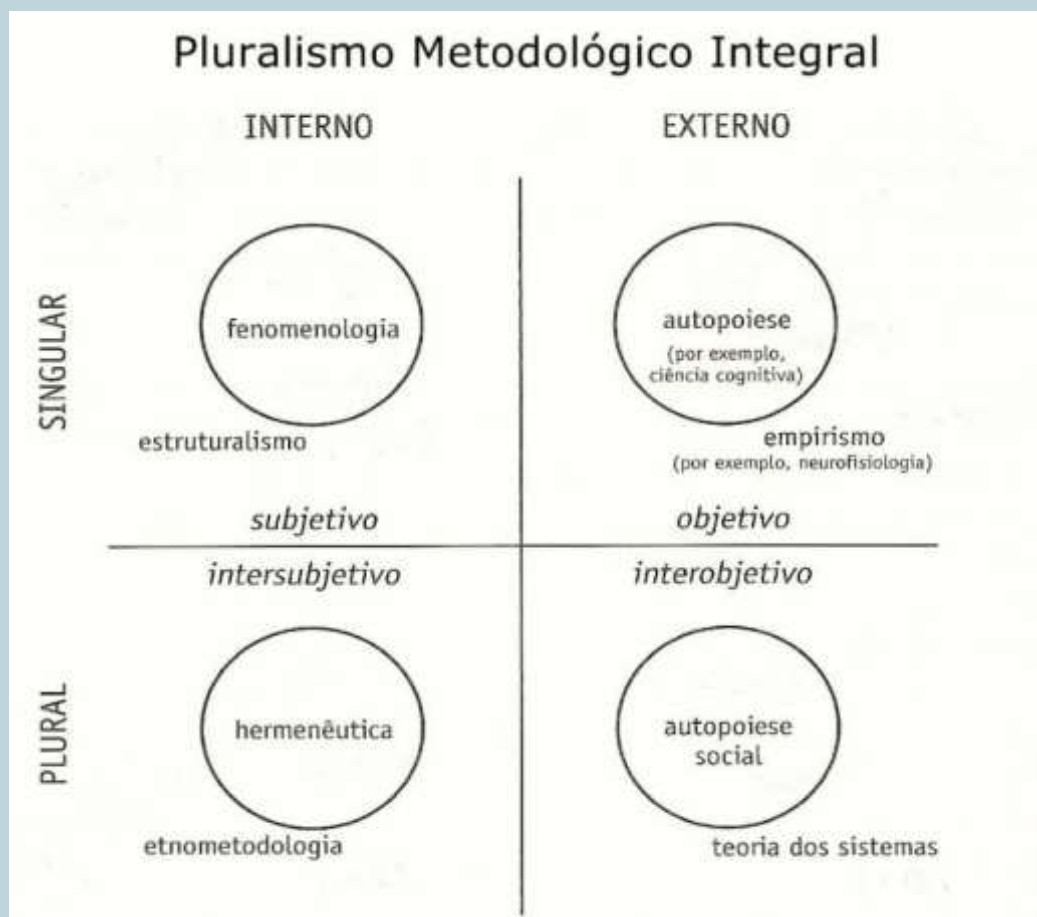 Pluralismo Metodológico Integral
INTERNO
EXTERNO
SINGULAR
fenomenologia
estruturalismo
subjetivo
autopoiese
(por exemplo,
ciência cognitiva)
empirismo
(por exemplo, neurofisiologia)
objetivo
PLURAL
intersubjetivo
hermenêutica
etnometodologia
interobjetivo
autopoiese
social
teoria dos sistemas